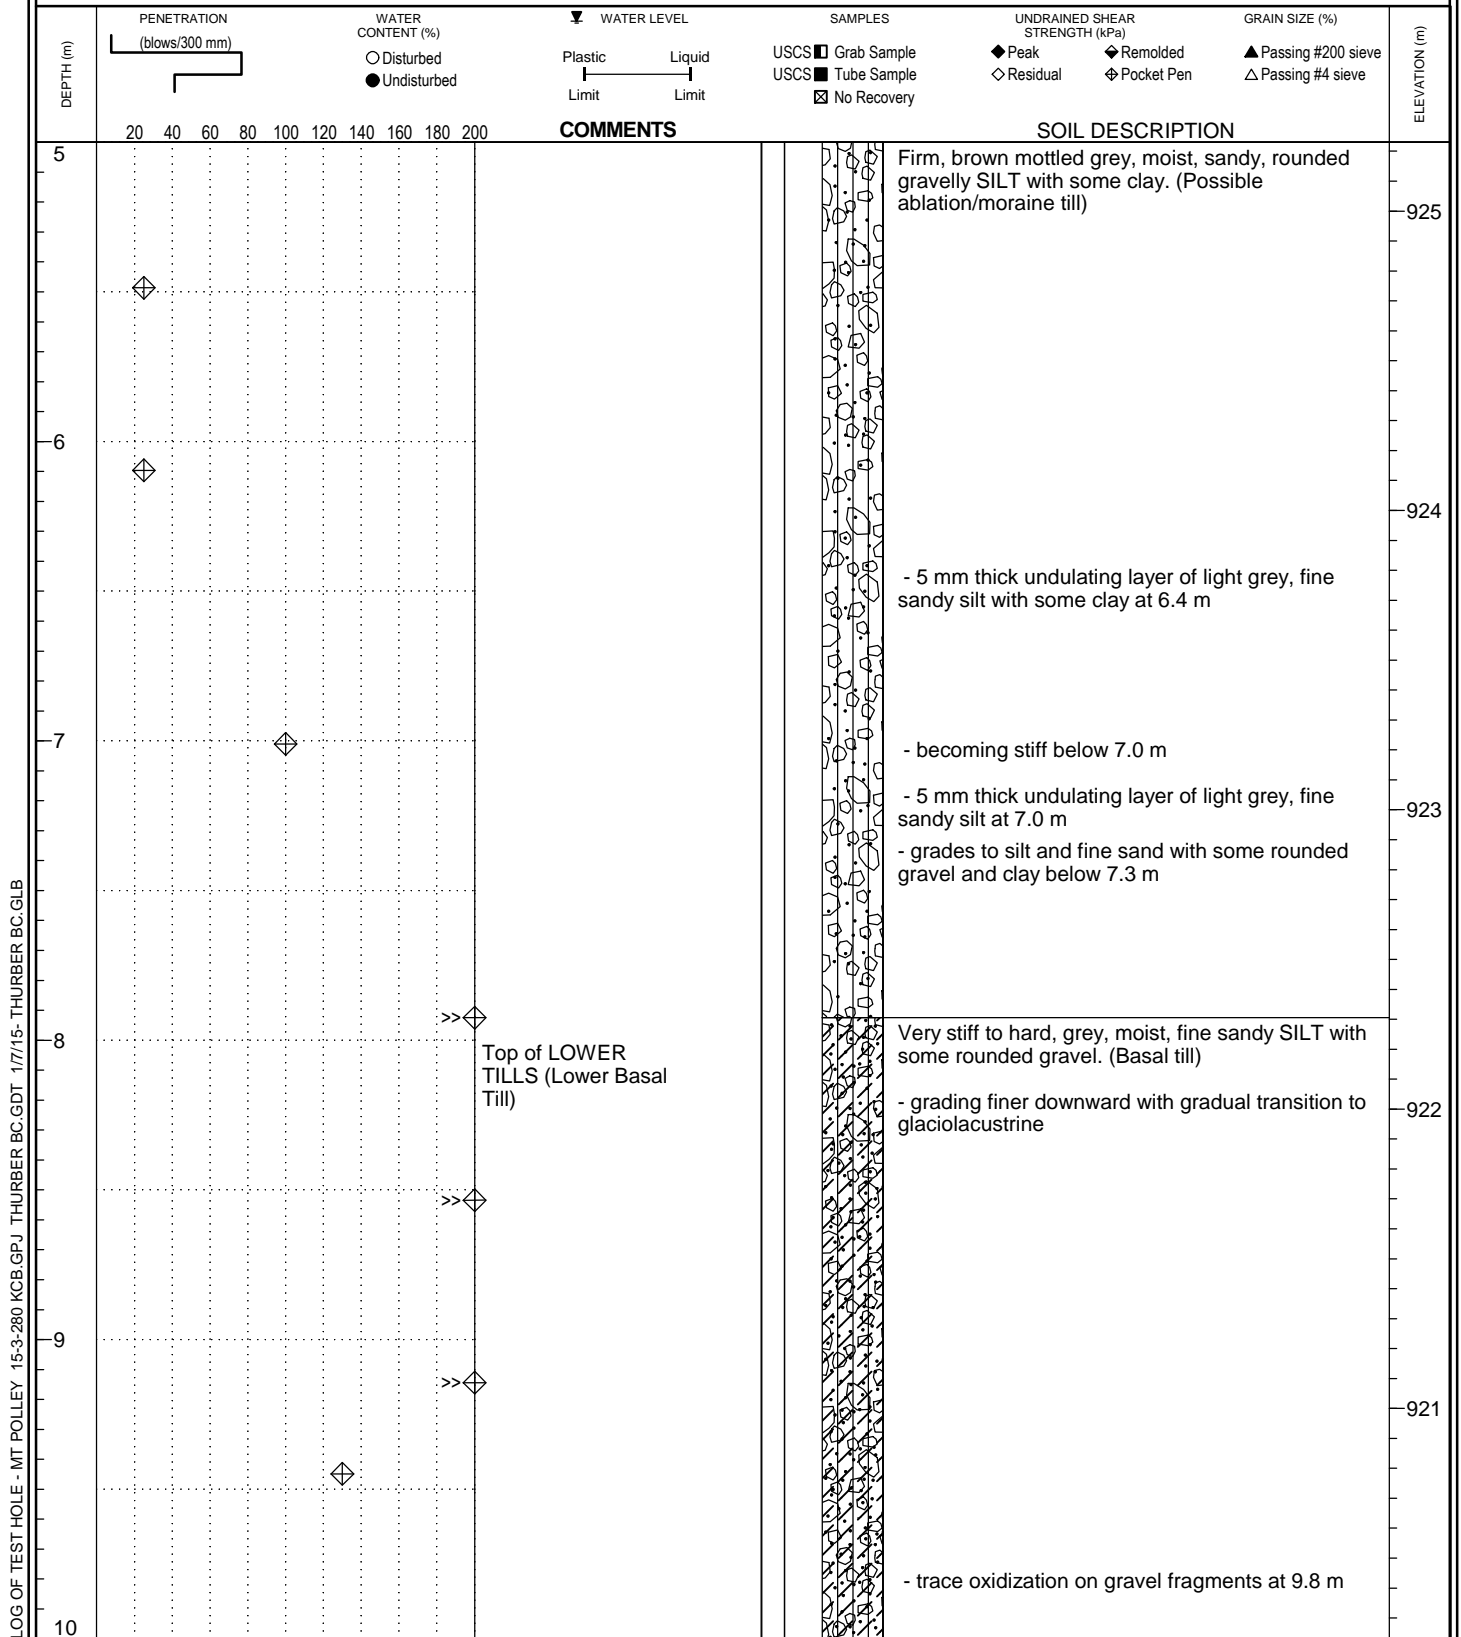 PENETRATION
(blows/300 mm)
WATER
CONTENT (%)
Disturbed
Undisturbed
WATER LEVEL
Plastic Liquid
Limit Limit
SAMPLES
USCS Grab Sample
USCS Tube Sample
No Recovery
UNDRAINED SHEAR
STRENGTH (kPa)
Peak Remolded
Residual Pocket Pen
GRAIN SIZE (%)
Passing #200 sieve
Passing #4 sieve
DEPTH (m)
ELEVATION (m)
20 40 60 80 100 120 140 160 180 200
COMMENTS
SOIL DESCRIPTION
5
Firm, brown mottled grey, moist, sandy, rounded
gravelly SILT with some clay. (Possible
ablation/moraine till)
925
6
924
- 5 mm thick undulating layer of light grey, fine
sandy silt with some clay at 6.4 m
7
- becoming stiff below 7.0 m
- 5 mm thick undulating layer of light grey, fine
sandy silt at 7.0 m
923
- grades to silt and fine sand with some rounded
gravel and clay below 7.3 m
>>
8
Top of LOWER
TILLS (Lower Basal
Till)
Very stiff to hard, grey, moist, fine sandy SILT with
some rounded gravel. (Basal till)
- grading finer downward with gradual transition to
glaciolacustrine
922
>>
9
>>
921
- trace oxidization on gravel fragments at 9.8 m
10
LOG OF TEST HOLE - MT POLLEY 15-3-280 KCB.GPJ THURBER BC.GDT 1/7/15- THURBER BC.GLB